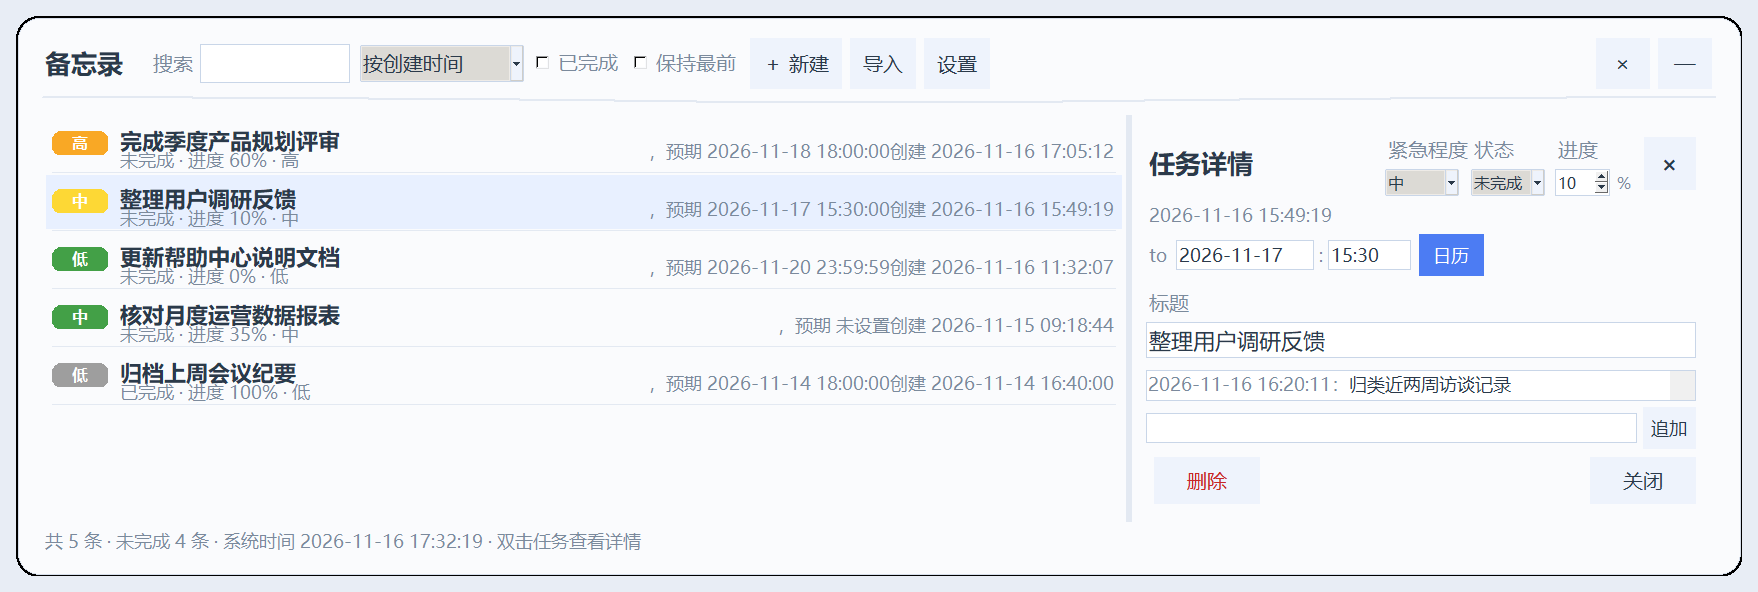 备忘录 搜索 按创建时间 已完成 保持最前 + 新建 导入 设置 × —
高 完成季度产品规划评审
未完成 · 进度 60% · 高
，预期 2026-11-18 18:00:00创建 2026-11-16 17:05:12
中 整理用户调研反馈
未完成 · 进度 10% · 中
，预期 2026-11-17 15:30:00创建 2026-11-16 15:49:19
低 更新帮助中心说明文档
未完成 · 进度 0% · 低
，预期 2026-11-20 23:59:59创建 2026-11-16 11:32:07
中 核对月度运营数据报表
未完成 · 进度 35% · 中
，预期 未设置创建 2026-11-15 09:18:44
低 归档上周会议纪要
已完成 · 进度 100% · 低
，预期 2026-11-14 18:00:00创建 2026-11-14 16:40:00
任务详情
紧急程度 状态 进度
中 未完成 10 % ×
2026-11-16 15:49:19
to 2026-11-17 : 15:30 日历
标题
整理用户调研反馈
2026-11-16 16:20:11：归类近两周访谈记录
追加
删除 关闭
共 5 条 · 未完成 4 条 · 系统时间 2026-11-16 17:32:19 · 双击任务查看详情